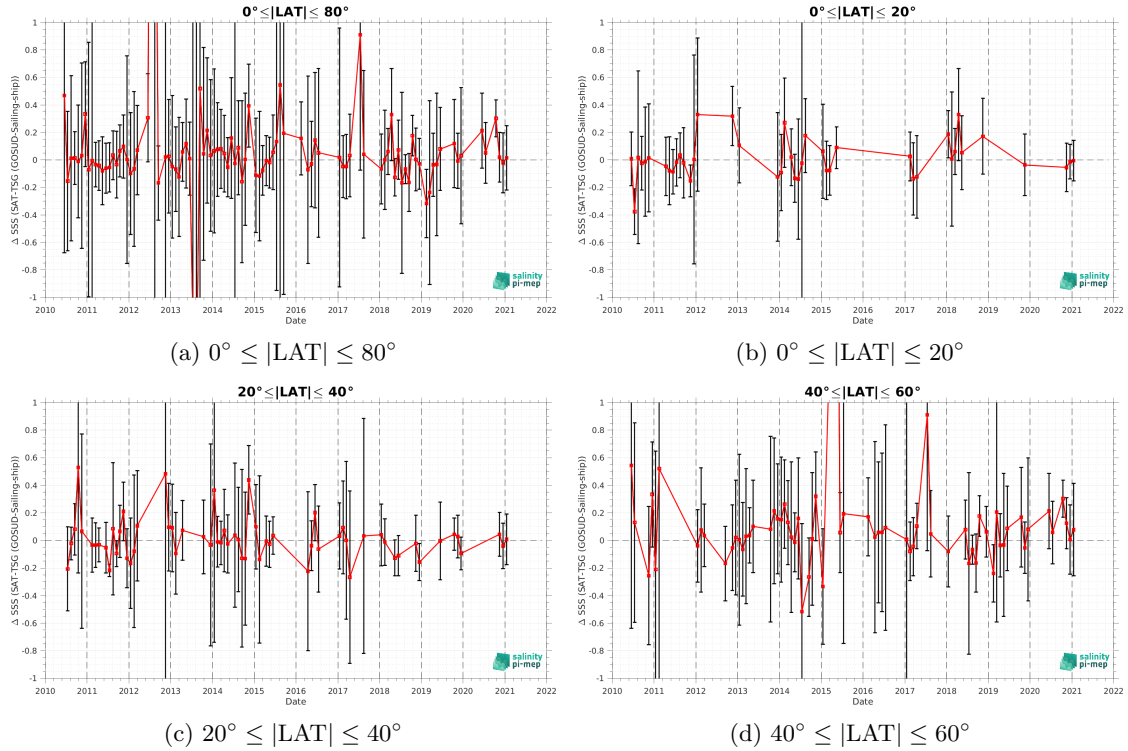 0°≤|LAT|≤ 80°
Δ SSS (SAT-TSG (GOSUD-Sailing-ship))
1
0.8
0.6
0.4
0.2
0
-0.2
-0.4
-0.6
-0.8
-1
2010 2011 2012 2013 2014 2015 2016 2017 2018 2019 2020 2021 2022
Date
salinity
pi-mep
(a) 0° ≤ |LAT| ≤ 80°
0°≤|LAT|≤ 20°
Δ SSS (SAT-TSG (GOSUD-Sailing-ship))
1
0.8
0.6
0.4
0.2
0
-0.2
-0.4
-0.6
-0.8
-1
2010 2011 2012 2013 2014 2015 2016 2017 2018 2019 2020 2021 2022
Date
salinity
pi-mep
(b) 0° ≤ |LAT| ≤ 20°
20°≤|LAT|≤ 40°
Δ SSS (SAT-TSG (GOSUD-Sailing-ship))
1
0.8
0.6
0.4
0.2
0
-0.2
-0.4
-0.6
-0.8
-1
2010 2011 2012 2013 2014 2015 2016 2017 2018 2019 2020 2021 2022
Date
salinity
pi-mep
(c) 20° ≤ |LAT| ≤ 40°
40°≤|LAT|≤ 60°
Δ SSS (SAT-TSG (GOSUD-Sailing-ship))
1
0.8
0.6
0.4
0.2
0
-0.2
-0.4
-0.6
-0.8
-1
2010 2011 2012 2013 2014 2015 2016 2017 2018 2019 2020 2021 2022
Date
salinity
pi-mep
(d) 40° ≤ |LAT| ≤ 60°